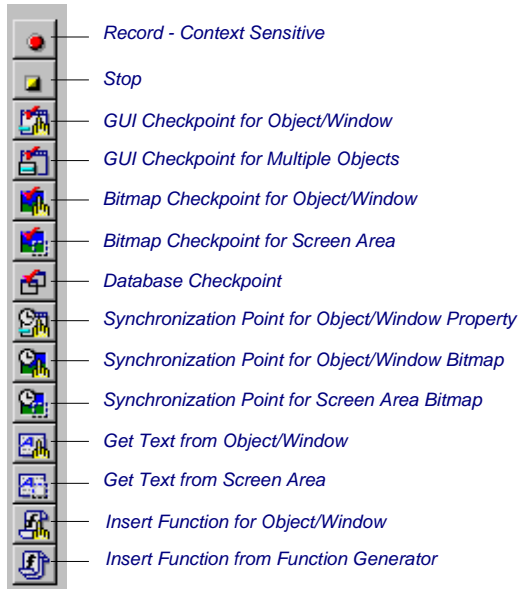 Record - Context Sensitive
Stop
GUI Checkpoint for Object/Window
GUI Checkpoint for Multiple Objects
Bitmap Checkpoint for Object/Window
Bitmap Checkpoint for Screen Area
Database Checkpoint
Synchronization Point for Object/Window Property
Synchronization Point for Object/Window Bitmap
Synchronization Point for Screen Area Bitmap
Get Text from Object/Window
Get Text from Screen Area
Insert Function for Object/Window
Insert Function from Function Generator